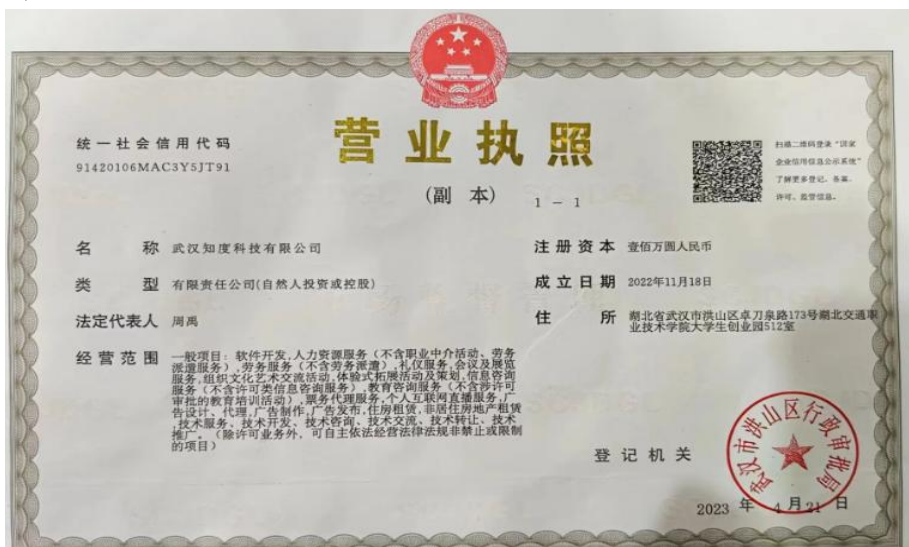 统一社会信用代码
91420106MAC3Y5JT91
营业执照
(副 本)
1 - 1
扫描二维码登录“国家
企业信用信息公示系统”
了解更多登记、备案、
许可、监管信息。
名 称 武汉知度科技有限公司
类 型 有限责任公司(自然人投资或控股)
法定代表人 周禹
经营范围 一般项目：软件开发,人力资源服务（不含职业中介活动、劳务
派遣服务）,劳务服务（不含劳务派遣）,礼仪服务,会议及展览
服务,组织文化艺术交流活动,体验式拓展活动及策划,信息咨询
服务（不含许可类信息咨询服务）,教育咨询服务（不含涉许可
审批的教育培训活动）,票务代理服务,个人互联网直播服务,广
告设计、代理,广告制作,广告发布,住房租赁,非居住房地产租赁
,技术服务、技术开发、技术咨询、技术交流、技术转让、技术
推广。（除许可业务外，可自主依法经营法律法规非禁止或限制
的项目）
注册资本 壹佰万圆人民币
成立日期 2022年11月18日
住 所 湖北省武汉市洪山区卓刀泉路173号湖北交通职
业技术学院大学生创业园512室
登记机关
武汉市洪山区行政审批局
2023 年 4 月 21 日